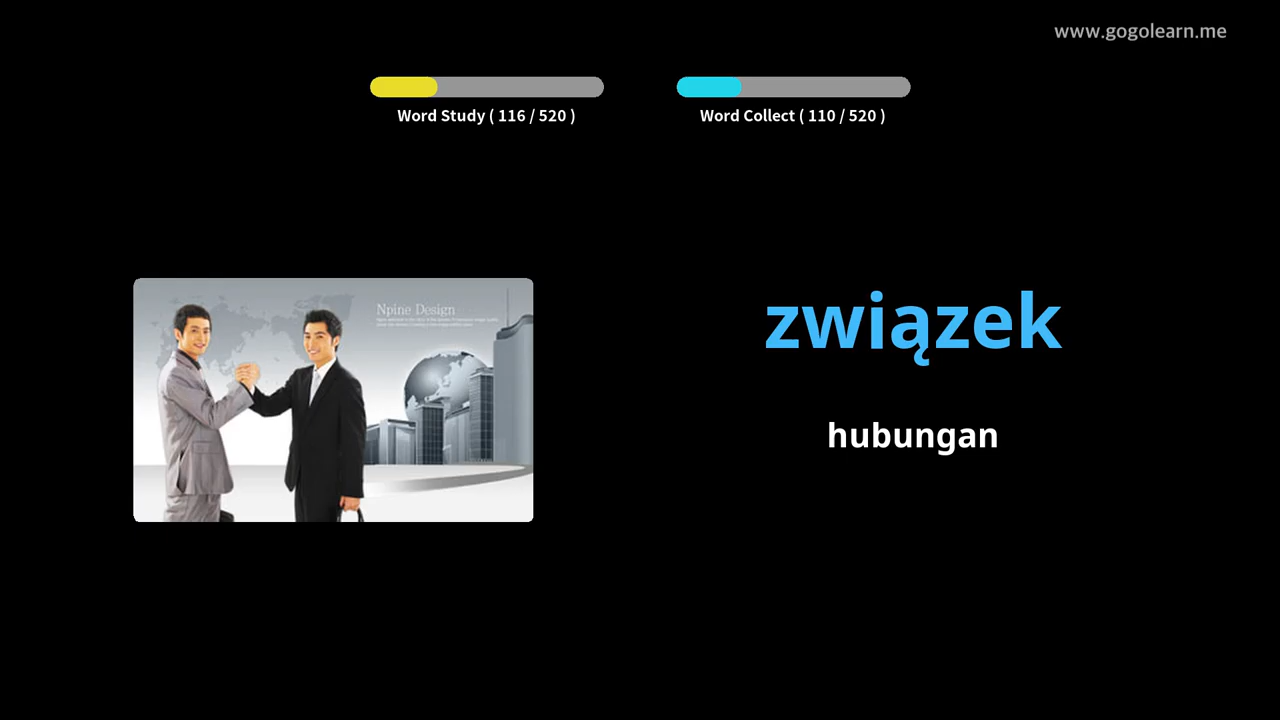 www.gogolearn.me
Word Study ( 116 / 520 )
Word Collect ( 110 / 520 )
Npine Design
związek
hubungan